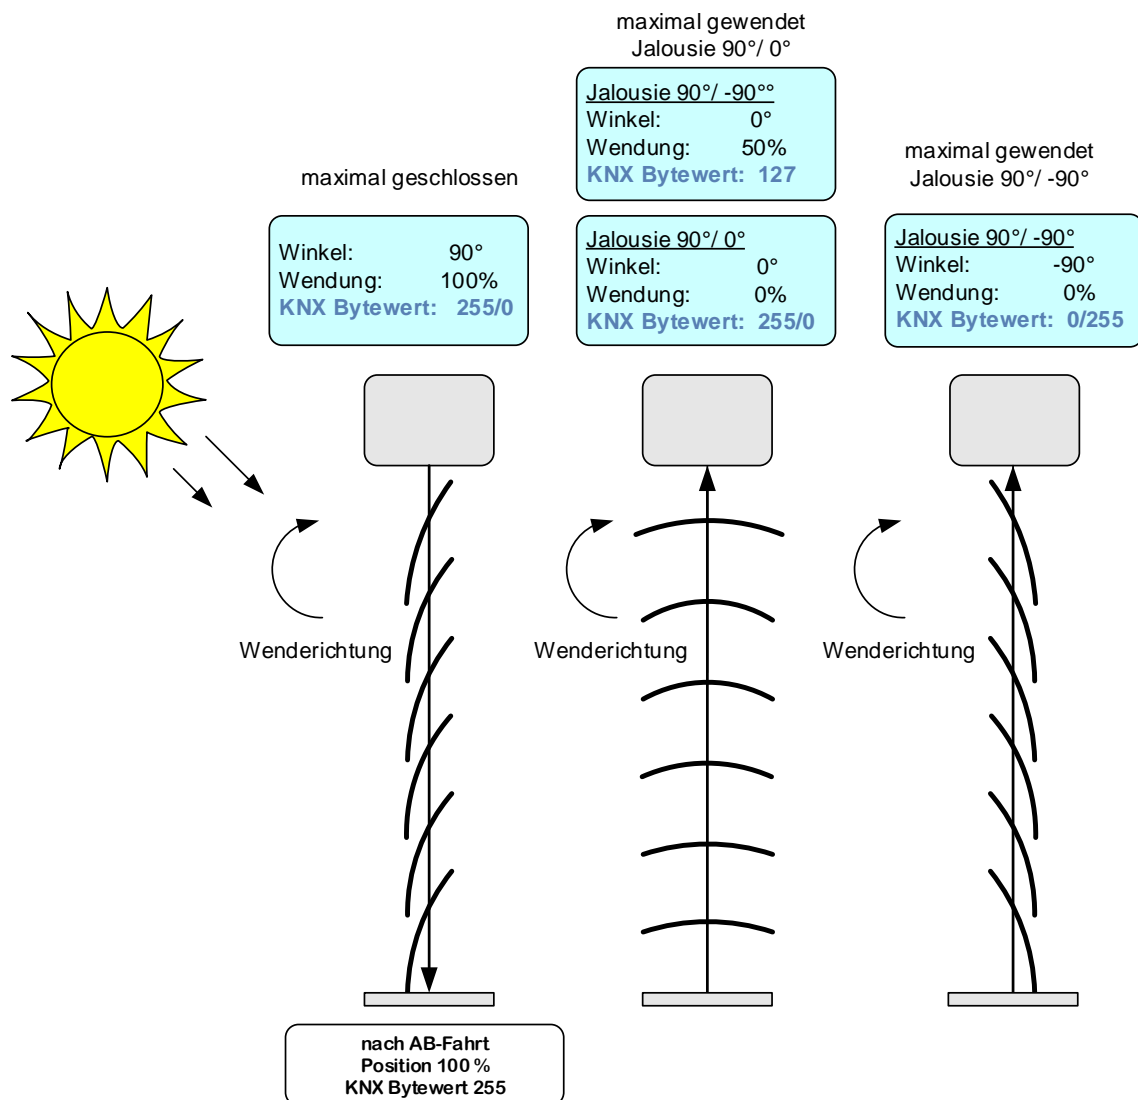 maximal gewendet
Jalousie 90°/ 0°
Jalousie 90°/ -90°°
Winkel: 0°
Wendung: 50%
KNX Bytewert: 127
maximal geschlossen
maximal gewendet
Jalousie 90°/ -90°
Winkel: 90°
Wendung: 100%
KNX Bytewert: 255/0
Jalousie 90°/ 0°
Winkel: 0°
Wendung: 0%
KNX Bytewert: 255/0
Jalousie 90°/ -90°
Winkel: -90°
Wendung: 0%
KNX Bytewert: 0/255
Wenderichtung
Wenderichtung
Wenderichtung
nach AB-Fahrt
Position 100 %
KNX Bytewert 255